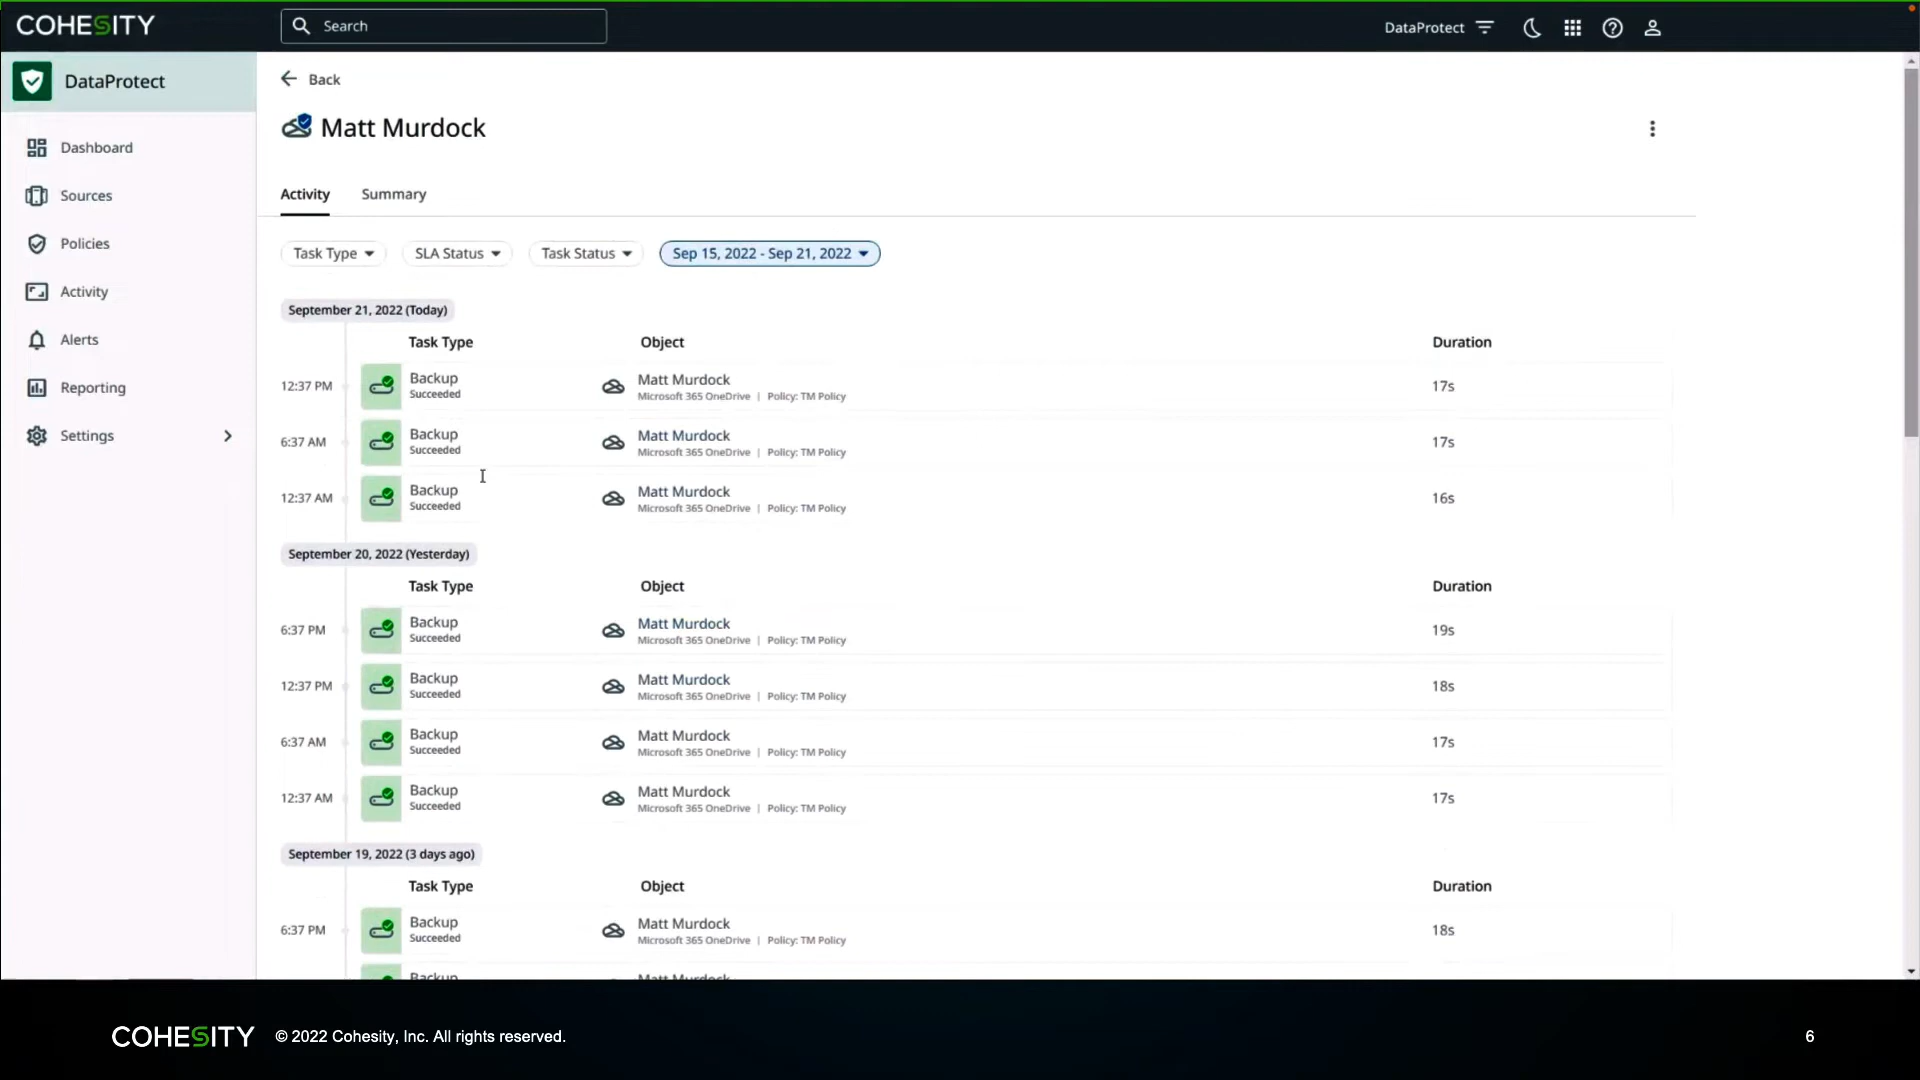 COHESITY
Search
DataProtect
DataProtect
Dashboard
Sources
Policies
Activity
Alerts
Reporting
Settings
Back
Matt Murdock
Activity Summary
Task Type SLA Status Task Status Sep 15, 2022 - Sep 21, 2022
September 21, 2022 (Today)
Task Type Object Duration
12:37 PM Backup Matt Murdock 17s
Succeeded Microsoft 365 OneDrive | Policy: TM Policy
6:37 AM Backup Matt Murdock 17s
Succeeded Microsoft 365 OneDrive | Policy: TM Policy
12:37 AM Backup Matt Murdock 16s
Succeeded Microsoft 365 OneDrive | Policy: TM Policy
September 20, 2022 (Yesterday)
Task Type Object Duration
6:37 PM Backup Matt Murdock 19s
Succeeded Microsoft 365 OneDrive | Policy: TM Policy
12:37 PM Backup Matt Murdock 18s
Succeeded Microsoft 365 OneDrive | Policy: TM Policy
6:37 AM Backup Matt Murdock 17s
Succeeded Microsoft 365 OneDrive | Policy: TM Policy
12:37 AM Backup Matt Murdock 17s
Succeeded Microsoft 365 OneDrive | Policy: TM Policy
September 19, 2022 (3 days ago)
Task Type Object Duration
6:37 PM Backup Matt Murdock 18s
Succeeded Microsoft 365 OneDrive | Policy: TM Policy
Backup Matt Murdock
COHESITY © 2022 Cohesity, Inc. All rights reserved. 6